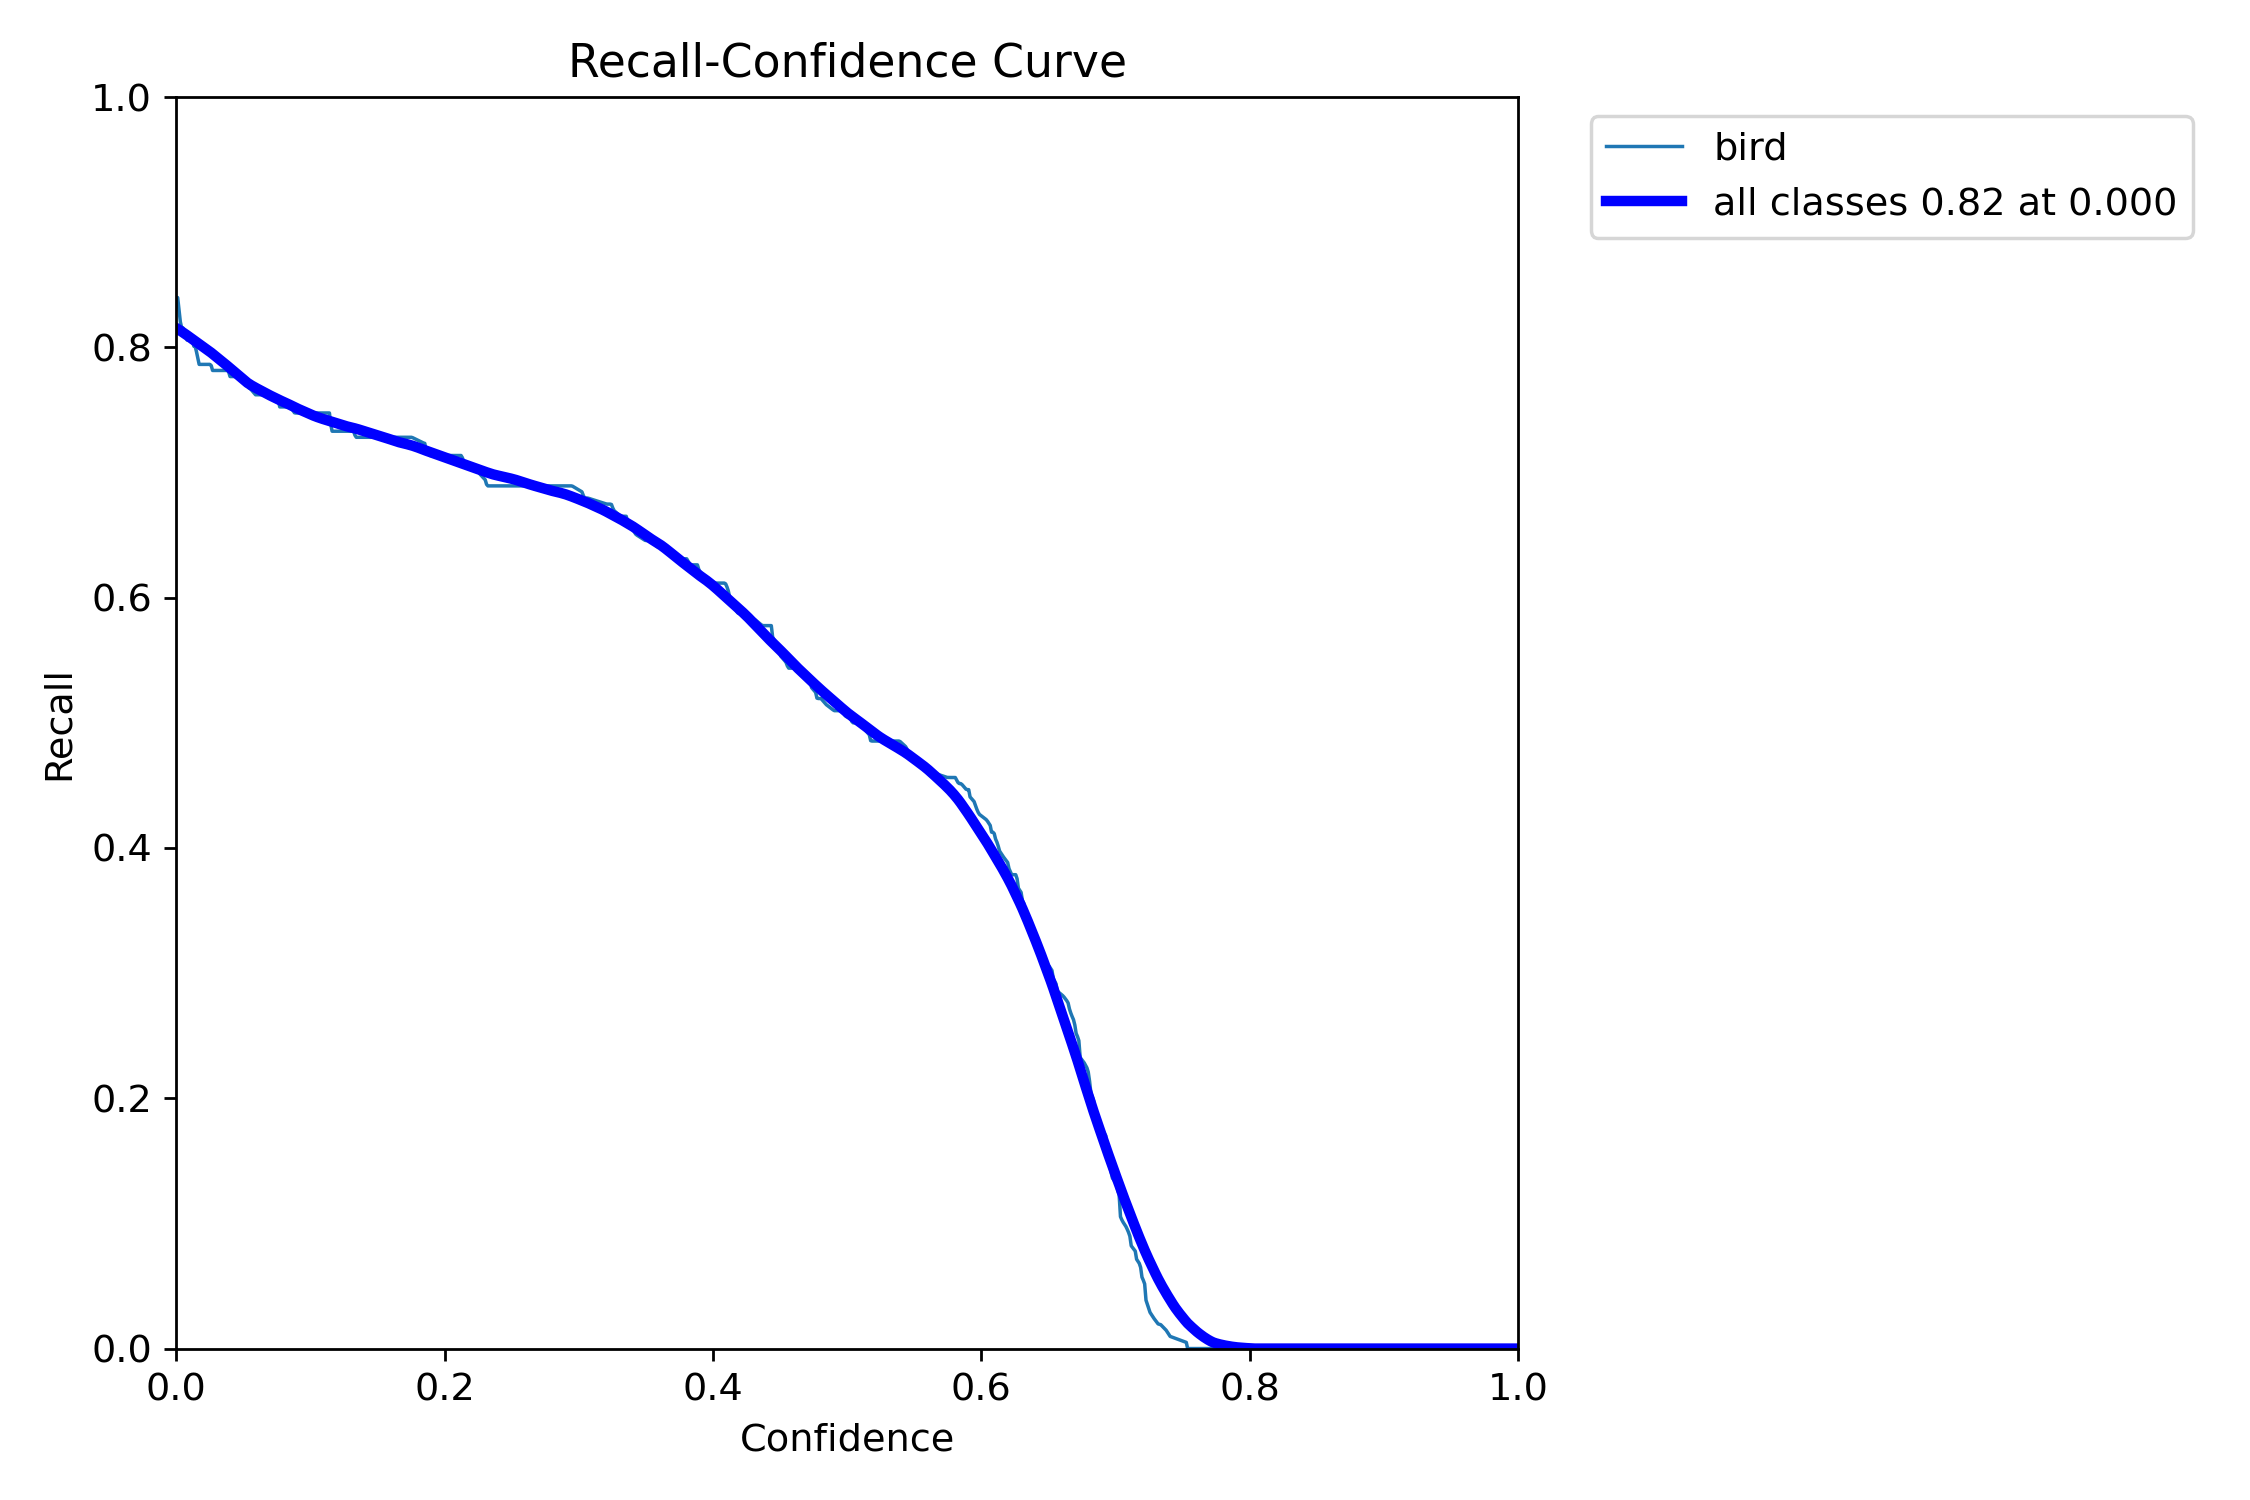 Recall-Confidence Curve
bird
all classes 0.82 at 0.000
1.0
0.8
0.6
0.4
0.2
0.0
Recall
0.0 0.2 0.4 0.6 0.8 1.0
Confidence